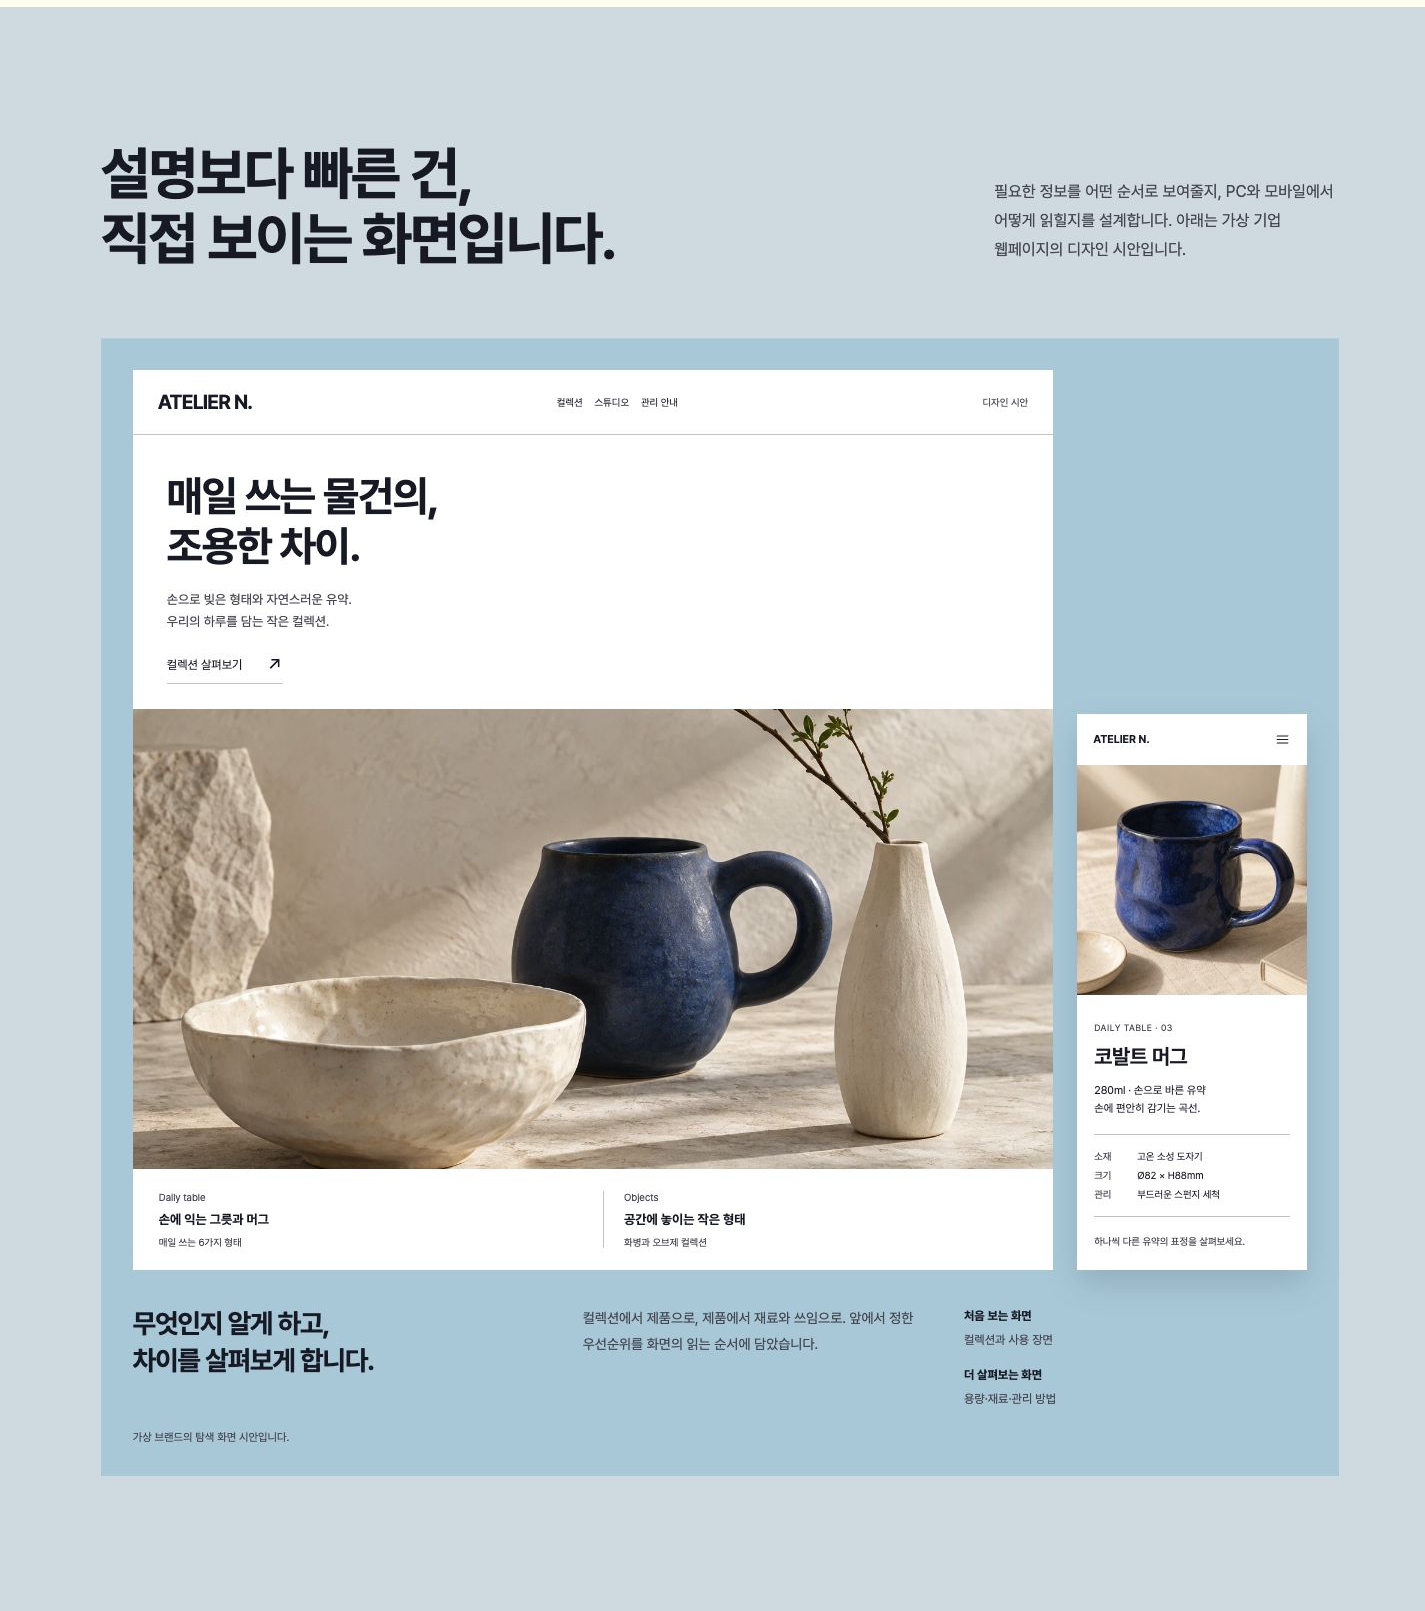 설명보다 빠른 건,
직접 보이는 화면입니다.
필요한 정보를 어떤 순서로 보여줄지, PC와 모바일에서
어떻게 읽힐지를 설계합니다. 아래는 가상 기업
웹페이지의 디자인 시안입니다.
ATELIER N.
컬렉션 스튜디오 관리 안내
디자인 시안
매일 쓰는 물건의,
조용한 차이.
손으로 빚은 형태와 자연스러운 유약.
우리의 하루를 담는 작은 컬렉션.
컬렉션 살펴보기
Daily table
손에 익는 그릇과 머그
매일 쓰는 6가지 형태
Objects
공간에 놓이는 작은 형태
화병과 오브제 컬렉션
ATELIER N.
DAILY TABLE · 03
코발트 머그
280ml · 손으로 바른 유약
손에 편안히 감기는 곡선.
소재 고온 소성 도자기
크기 Ø82 × H88mm
관리 부드러운 스펀지 세척
하나씩 다른 유약의 표정을 살펴보세요.
무엇인지 알게 하고,
차이를 살펴보게 합니다.
컬렉션에서 제품으로, 제품에서 재료와 쓰임으로. 앞에서 정한
우선순위를 화면의 읽는 순서에 담았습니다.
처음 보는 화면
컬렉션과 사용 장면
더 살펴보는 화면
용량·재료·관리 방법
가상 브랜드의 탐색 화면 시안입니다.